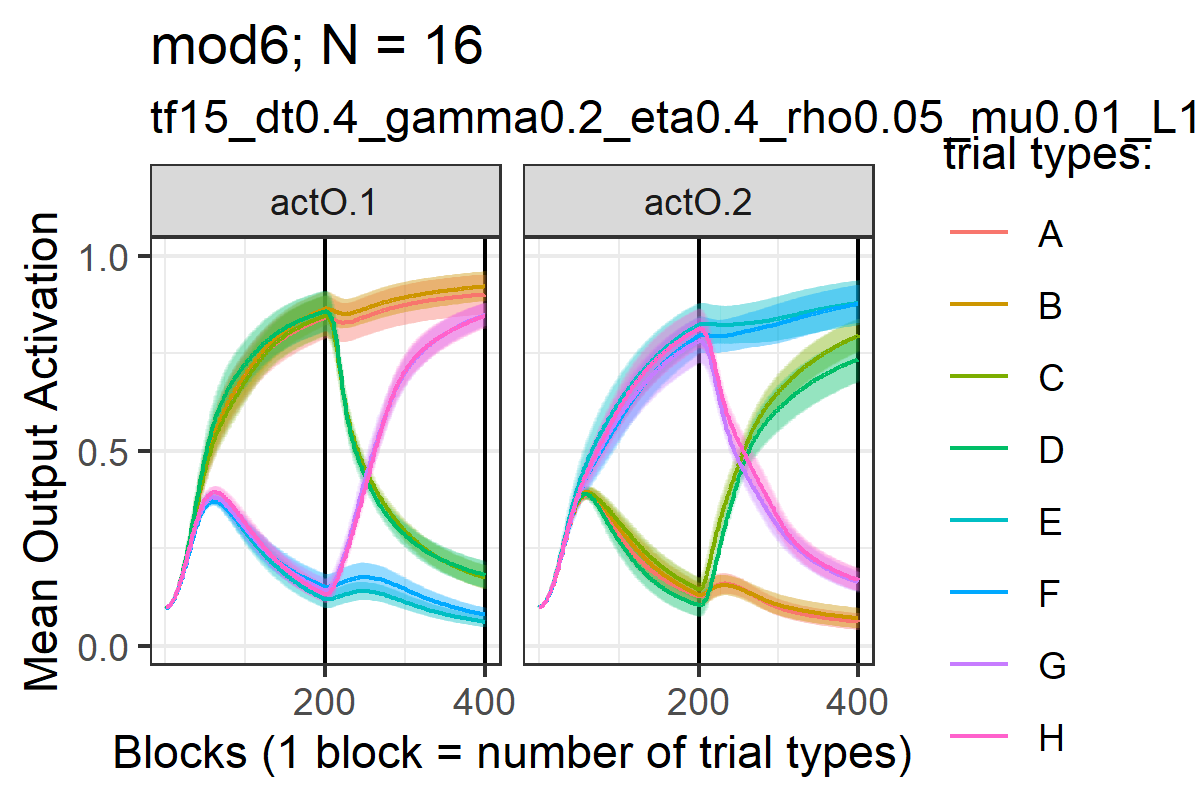 mod6; N = 16
tf15_dt0.4_gamma0.2_eta0.4_rho0.05_mu0.01_L1
actO.1
actO.2
Mean Output Activation
1.0
0.5
0.0
200
400
200
400
Blocks (1 block = number of trial types)
trial types:
A
B
C
D
E
F
G
H